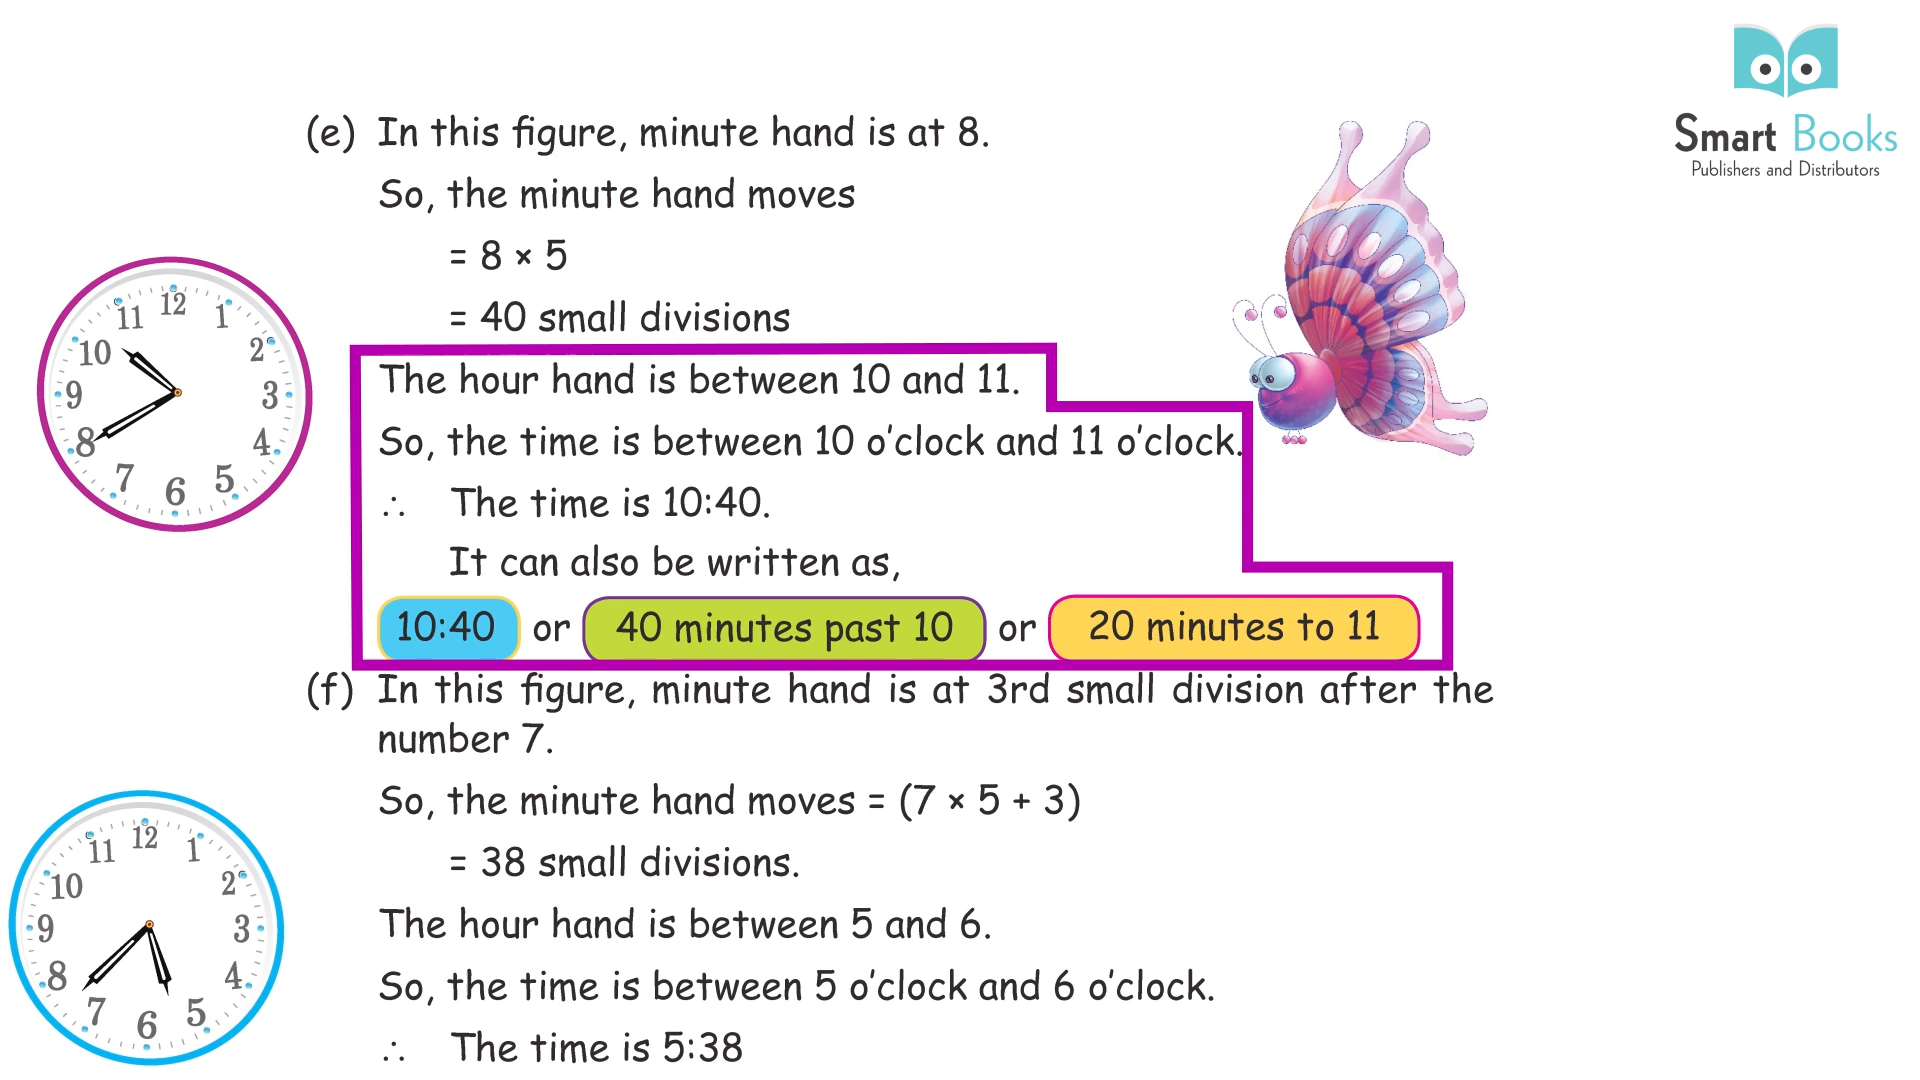 Smart Books
Publishers and Distributors
(e) In this figure, minute hand is at 8.
So, the minute hand moves
= 8 × 5
= 40 small divisions
12
11 1
10 2
9 3
8 4
7 5
6
The hour hand is between 10 and 11.
So, the time is between 10 o’clock and 11 o’clock.
∴ The time is 10:40.
It can also be written as,
10:40 or 40 minutes past 10 or 20 minutes to 11
(f) In this figure, minute hand is at 3rd small division after the
number 7.
So, the minute hand moves = (7 × 5 + 3)
= 38 small divisions.
12
11 1
10 2
9 3
8 4
7 5
6
The hour hand is between 5 and 6.
So, the time is between 5 o’clock and 6 o’clock.
∴ The time is 5:38